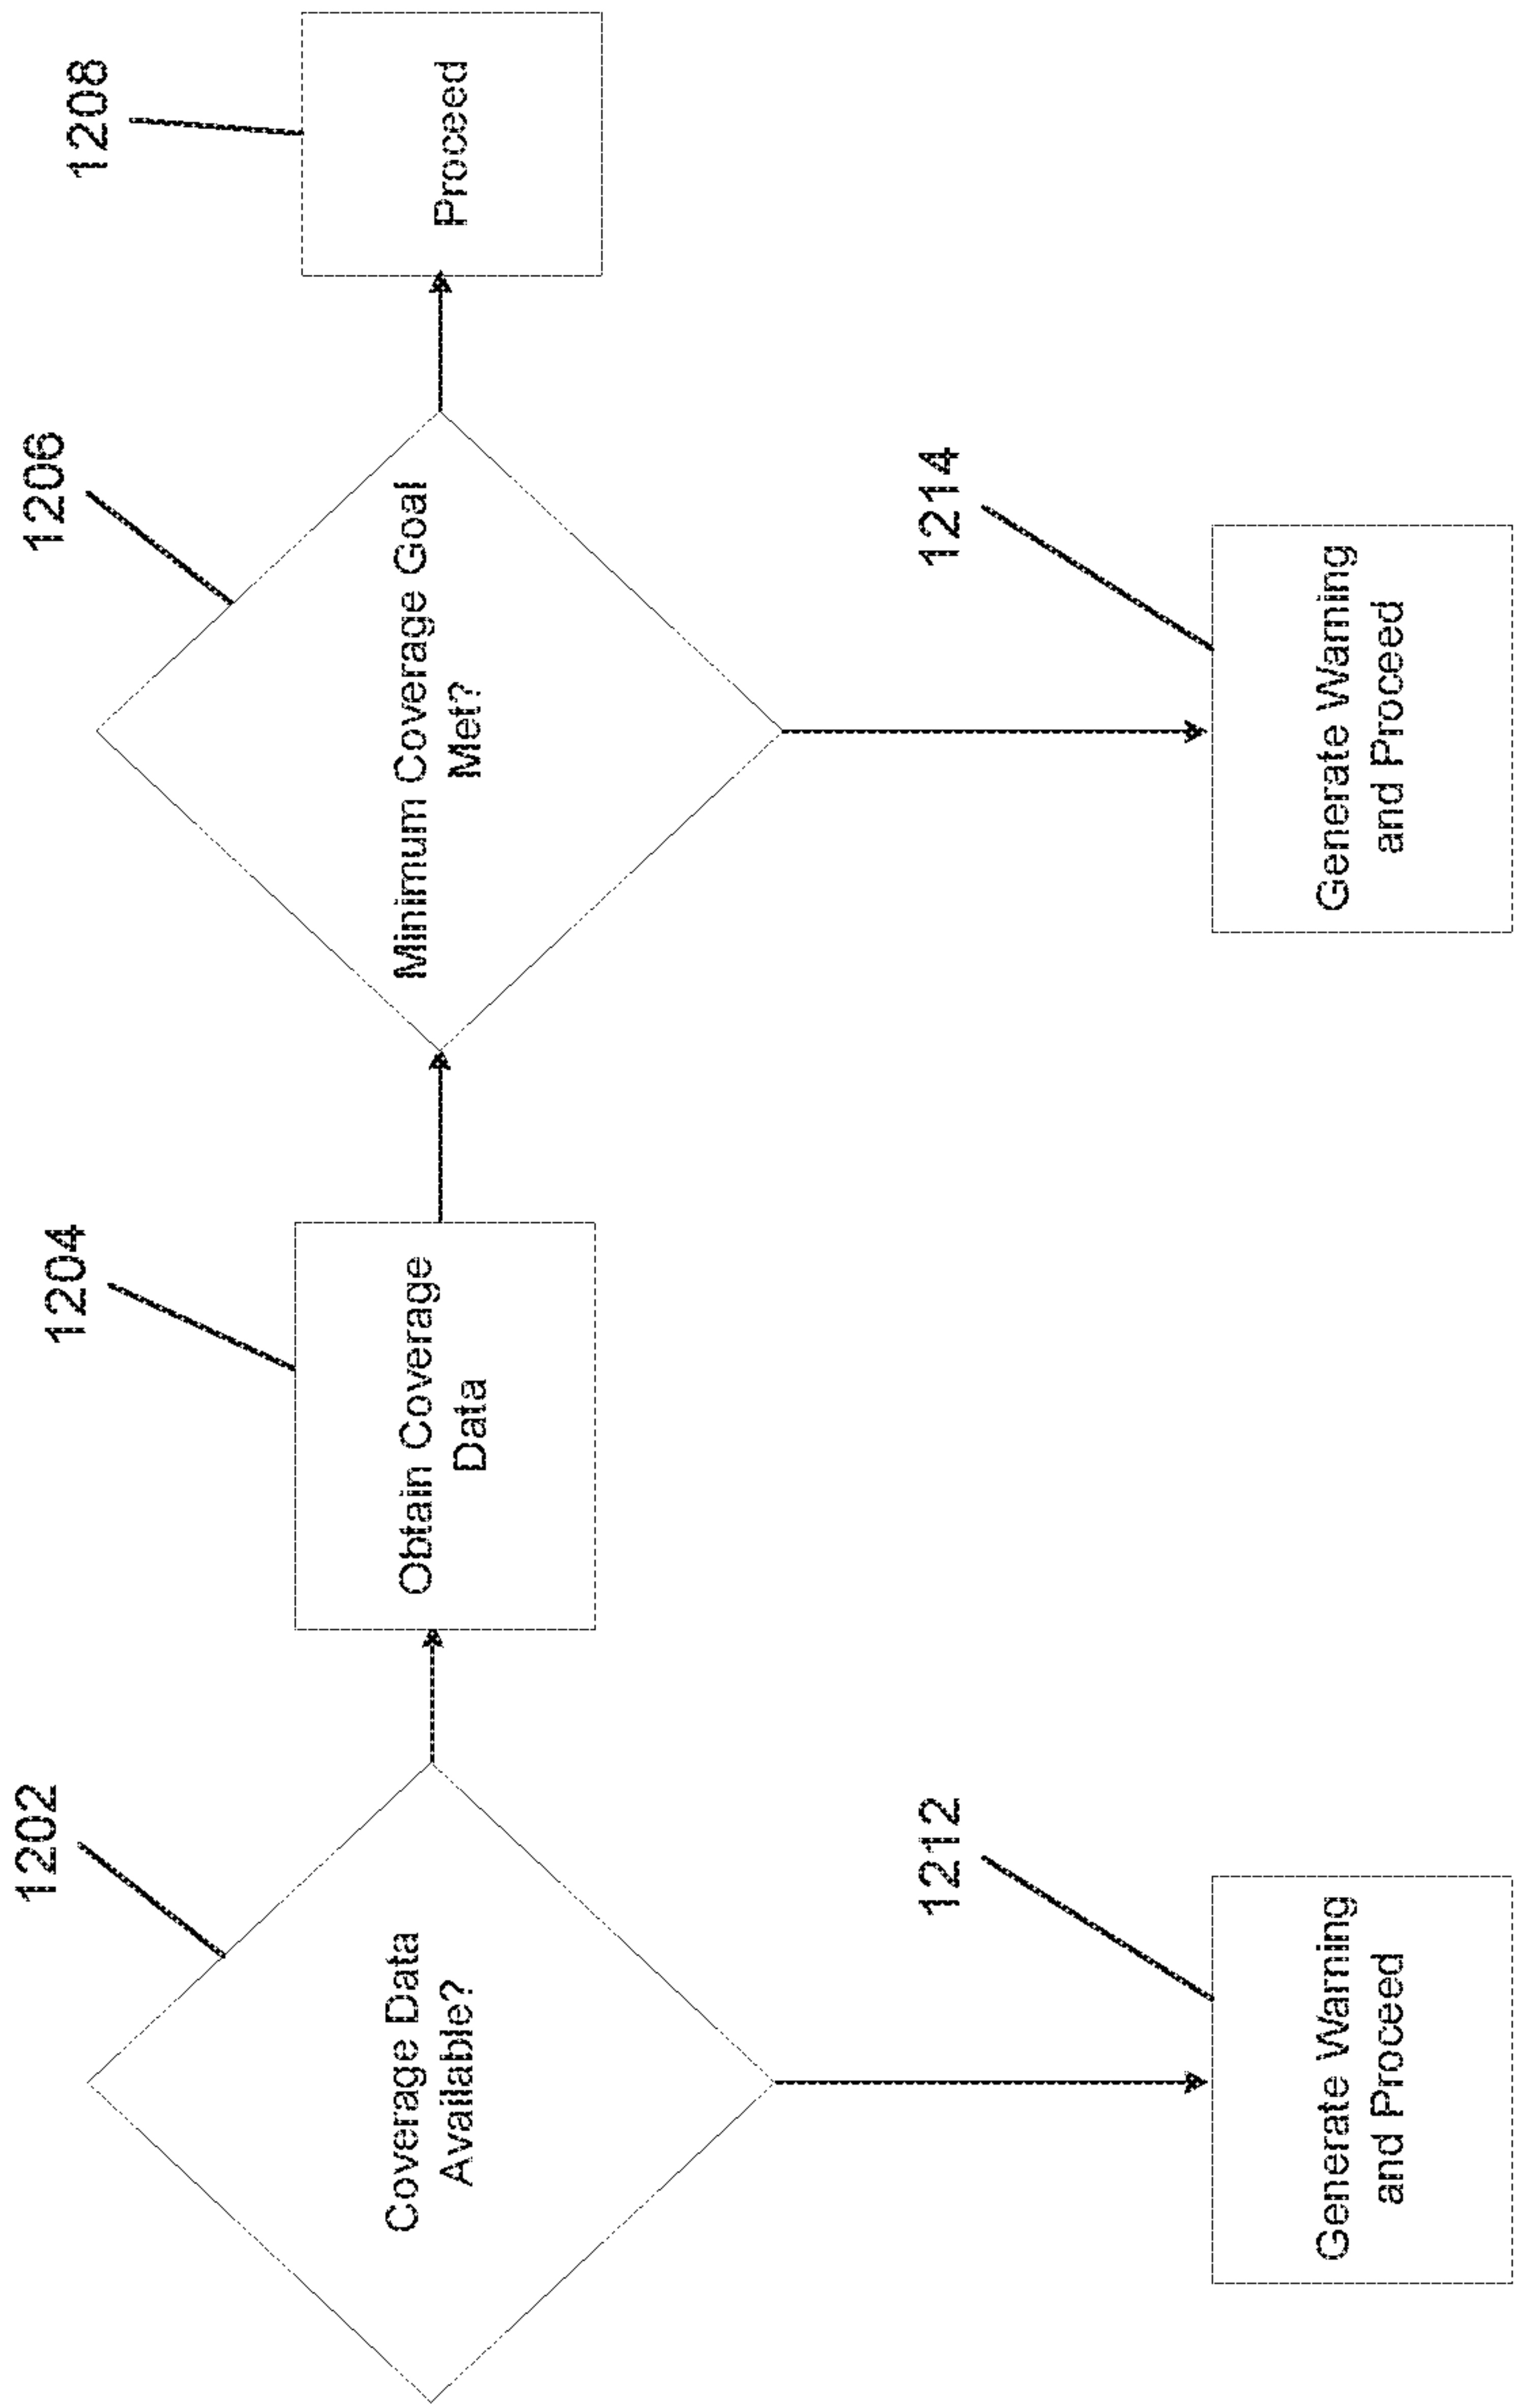 1202
Coverage Data
Available?
1204
Obtain Coverage
Data
1206
Minimum Coverage Goal
Met?
1208
Proceed
1212
Generate Warning
and Proceed
1214
Generate Warning
and Proceed